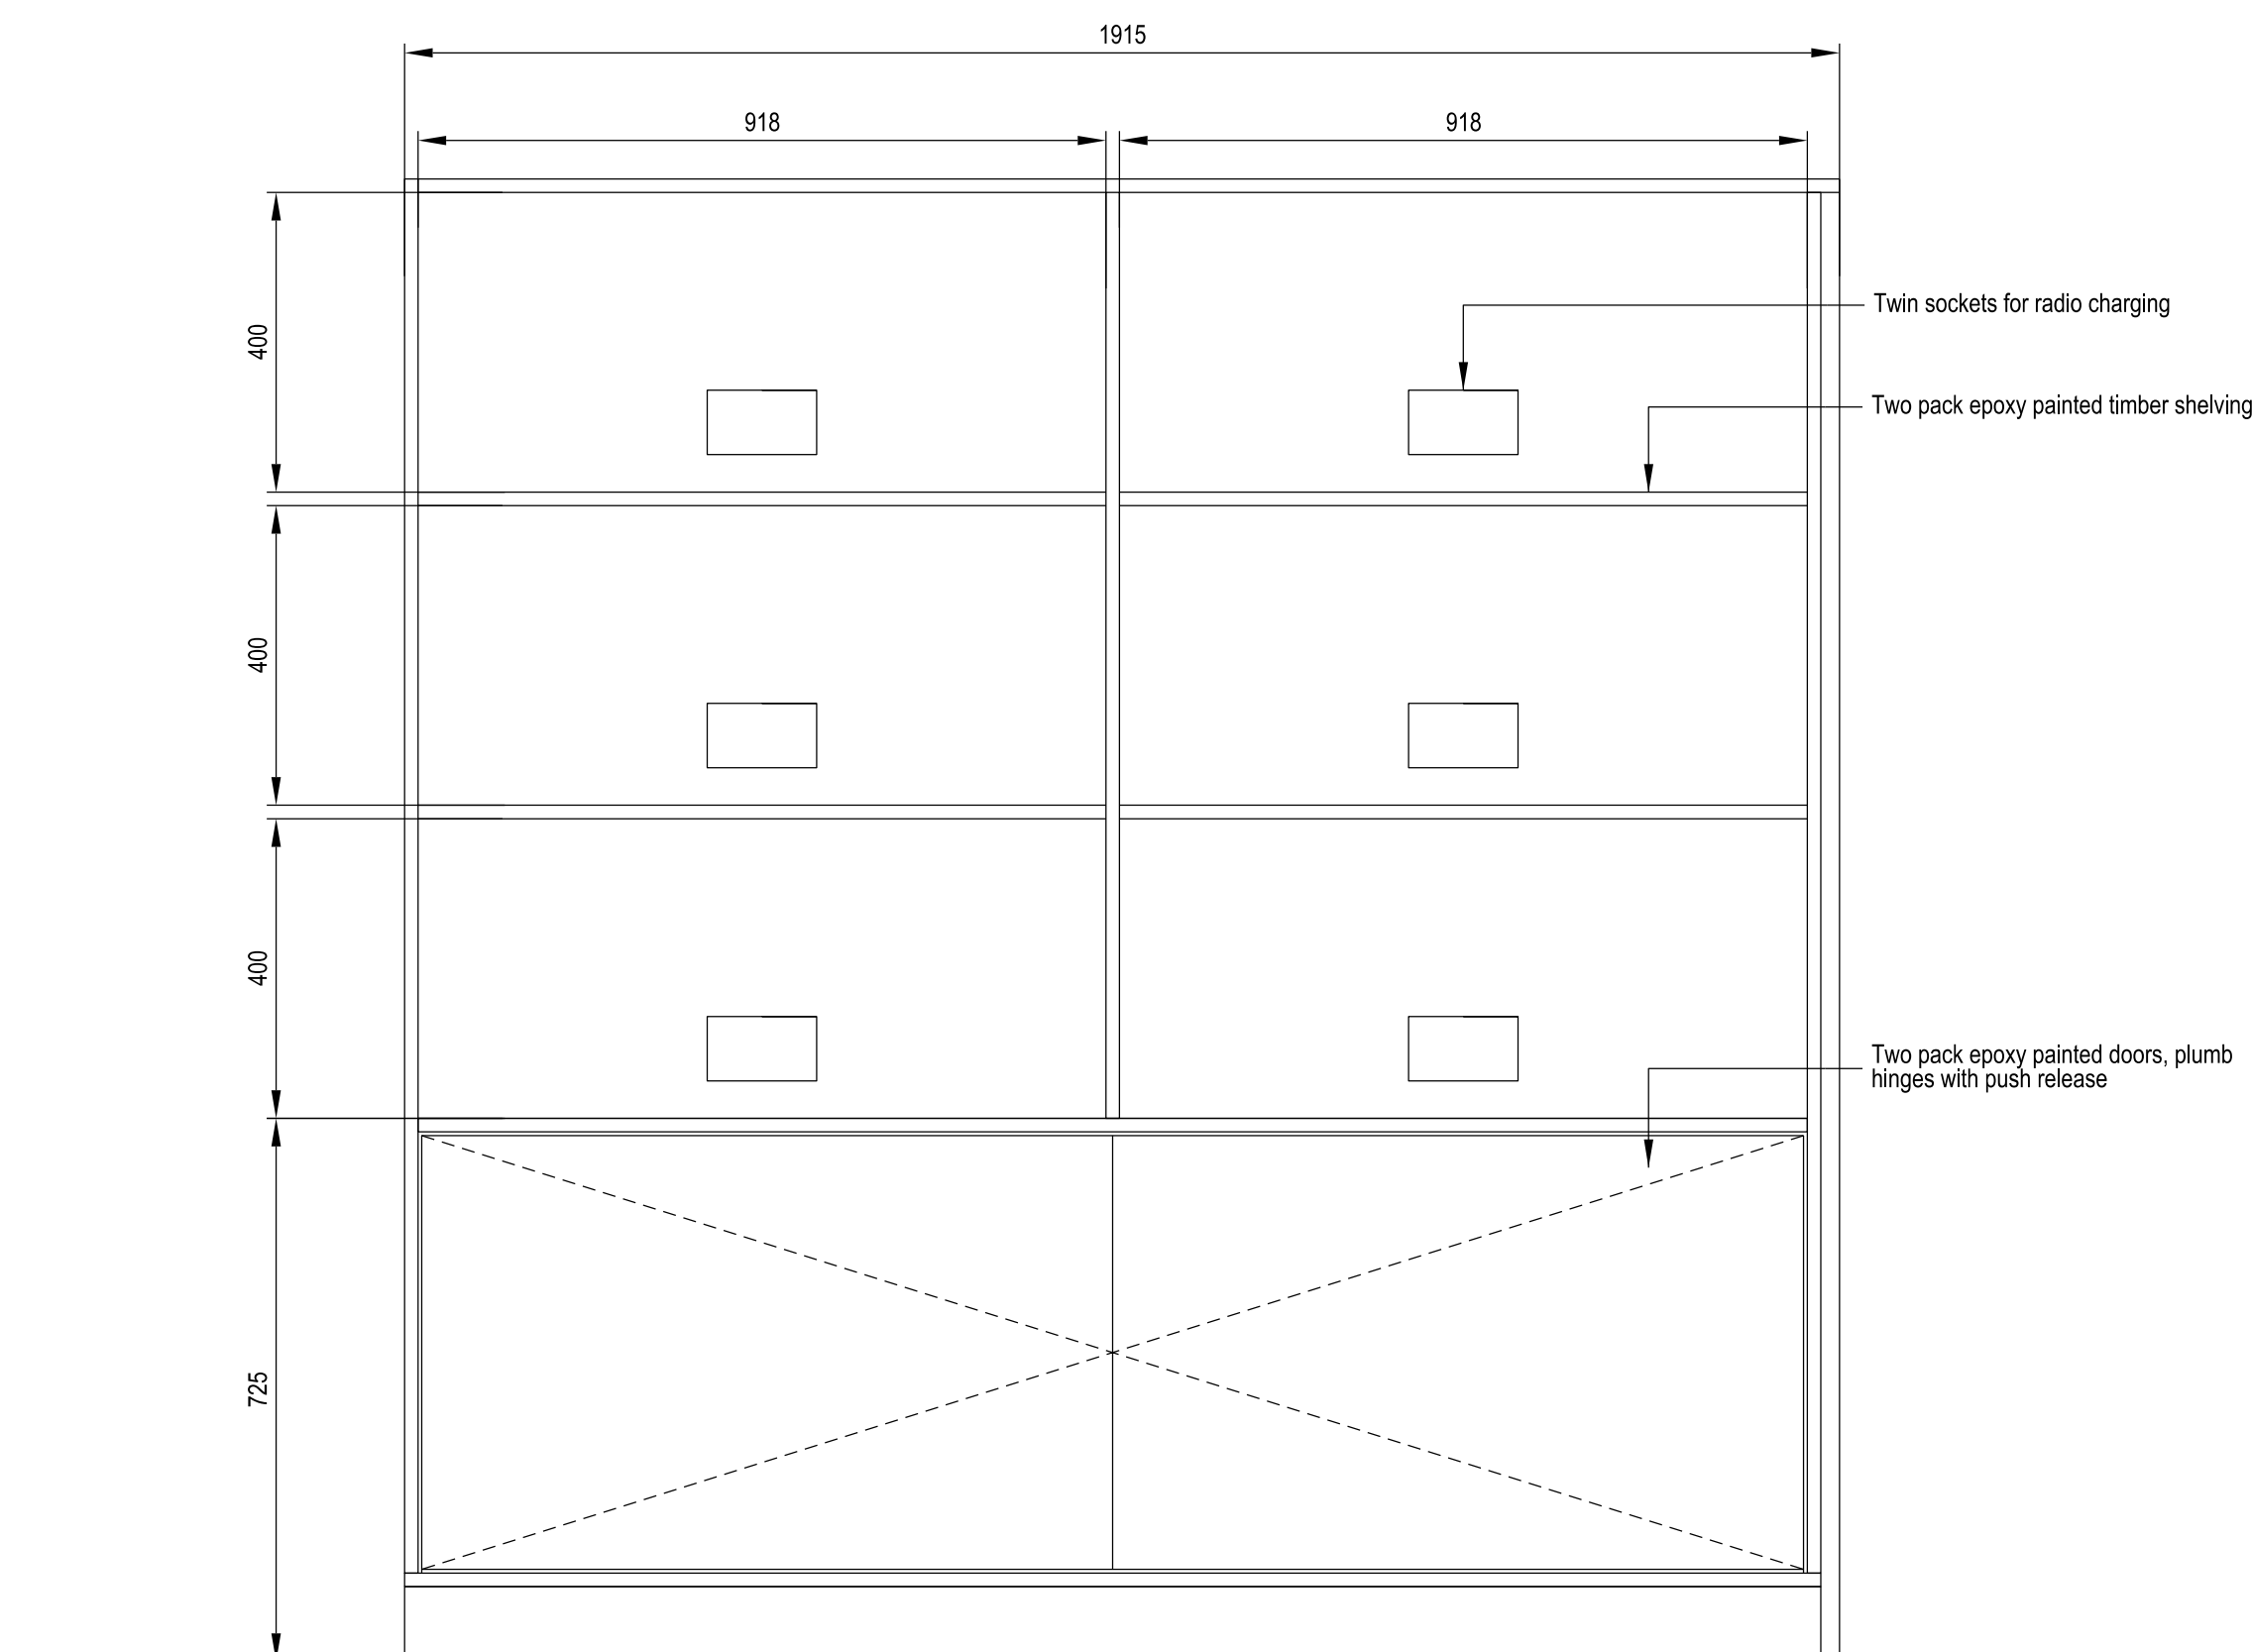 1915
918
918
400
Twin sockets for radio charging
Two pack epoxy painted timber shelving
400
400
Two pack epoxy painted doors, plumb
hinges with push release
725